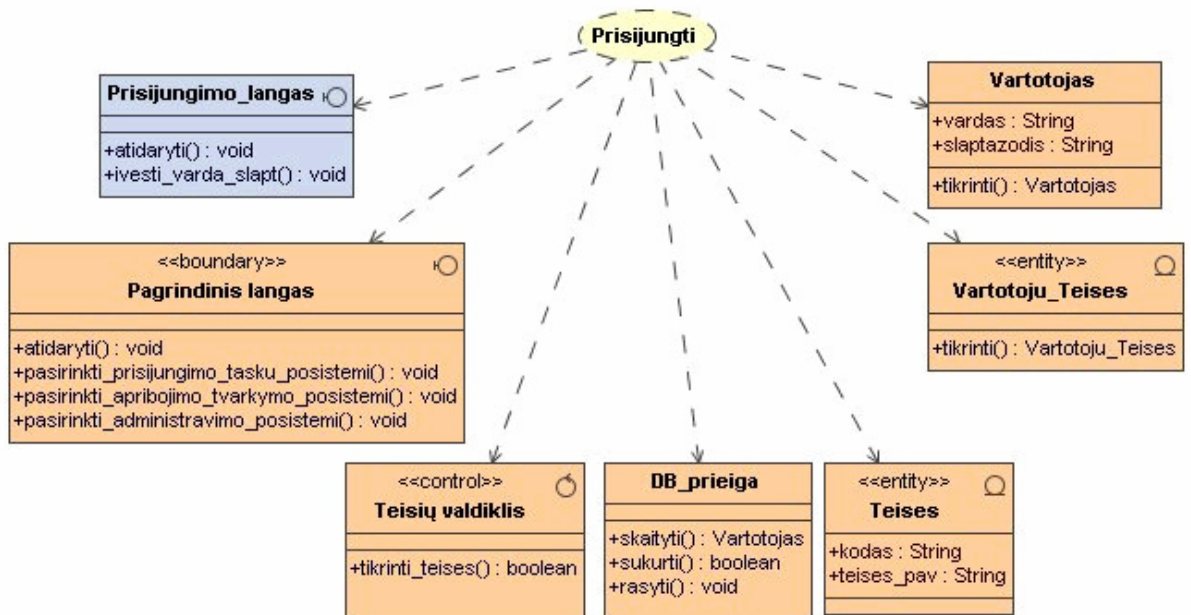 Prisijungti
Prisijungimo_langas
+atidaryti() : void
+ivesti_varda_slapt() : void
Vartotojas
+vardas : String
+slaptazodis : String
+tikrinti() : Vartotojas
<<boundary>>
Pagrindinis langas
+atidaryti() : void
+pasirinkti_prisijungimo_tasku_posistemi() : void
+pasirinkti_apribojimo_tvarkymo_posistemi() : void
+pasirinkti_administravimo_posistemi() : void
<<entity>>
Vartotoju_Teises
+tikrinti() : Vartotoju_Teises
<<control>>
Teisių valdiklis
+tikrinti_teises() : boolean
DB_prieiga
+skaityti() : Vartotojas
+sukurti() : boolean
+rasyti() : void
<<entity>>
Teises
+kodas : String
+teises_pav : String